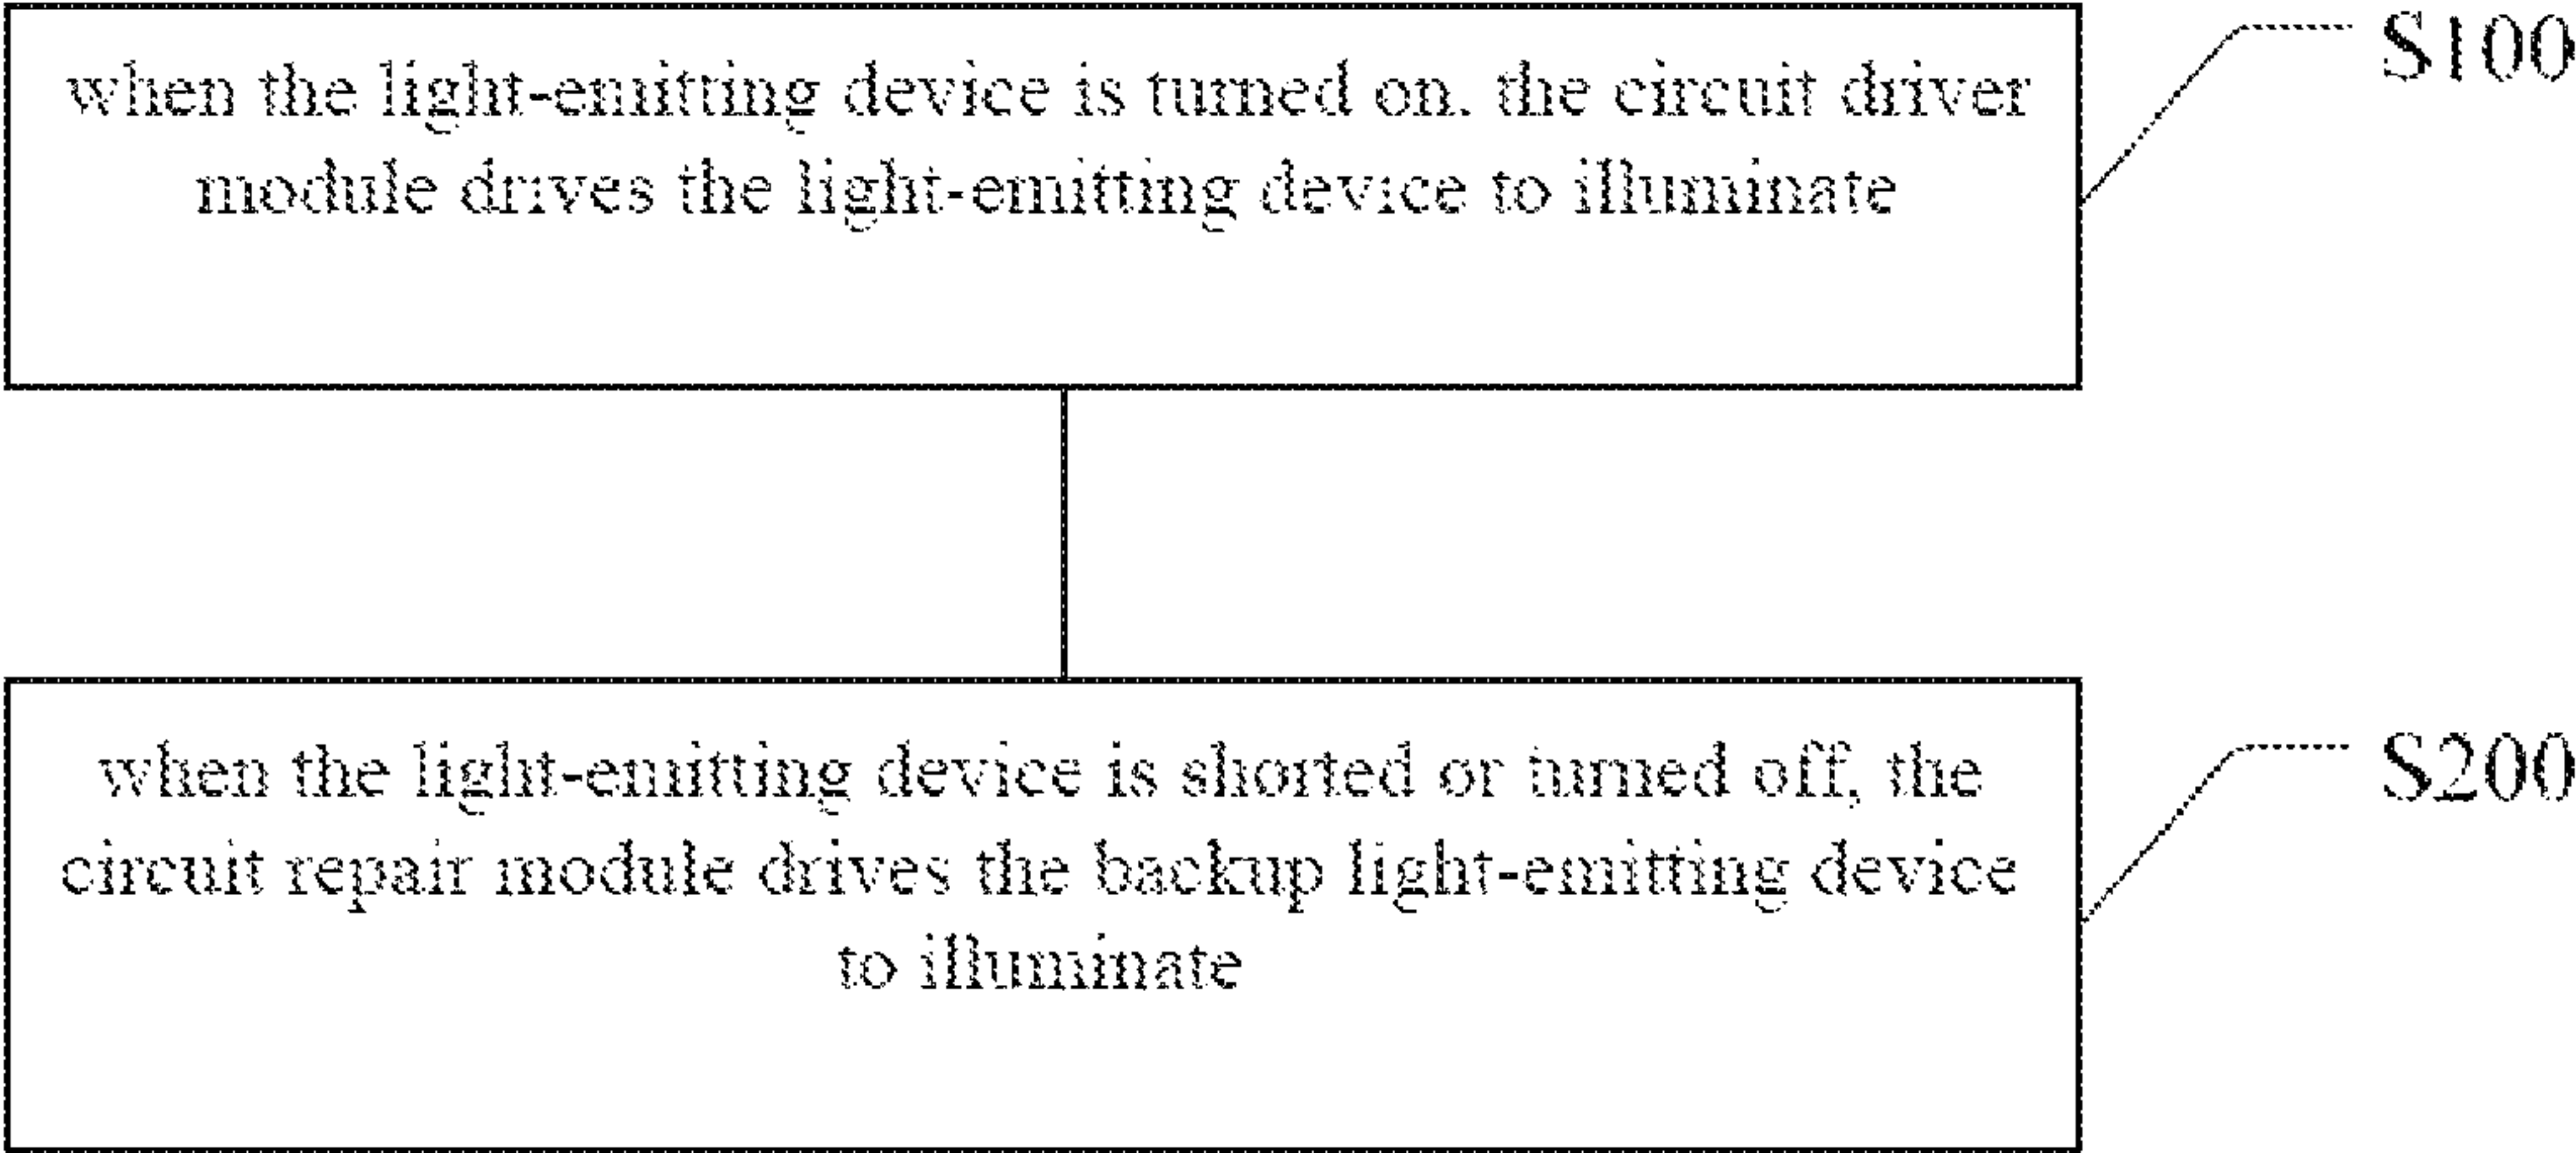 when the light-emitting device is turned on. the circuit driver
module drives the light-emitting device to illuminate
S100
when the light-emitting device is shorted or turned off, the
circuit repair module drives the backup light-emitting device
to illuminate
S200